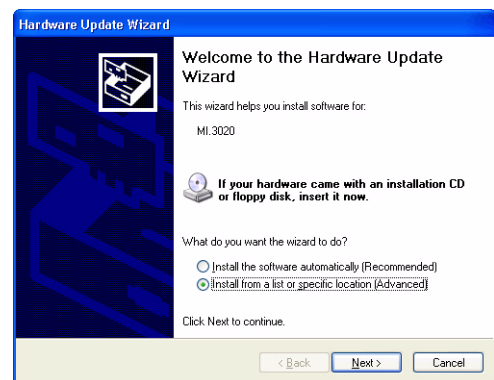 Hardware Update Wizard
Welcome to the Hardware Update
Wizard
This wizard helps you install software for:
MI.3020
If your hardware came with an installation CD
or floppy disk, insert it now.
What do you want the wizard to do?
Install the software automatically (Recommended)
Install from a list or specific location (Advanced)
Click Next to continue.
< Back
Next >
Cancel